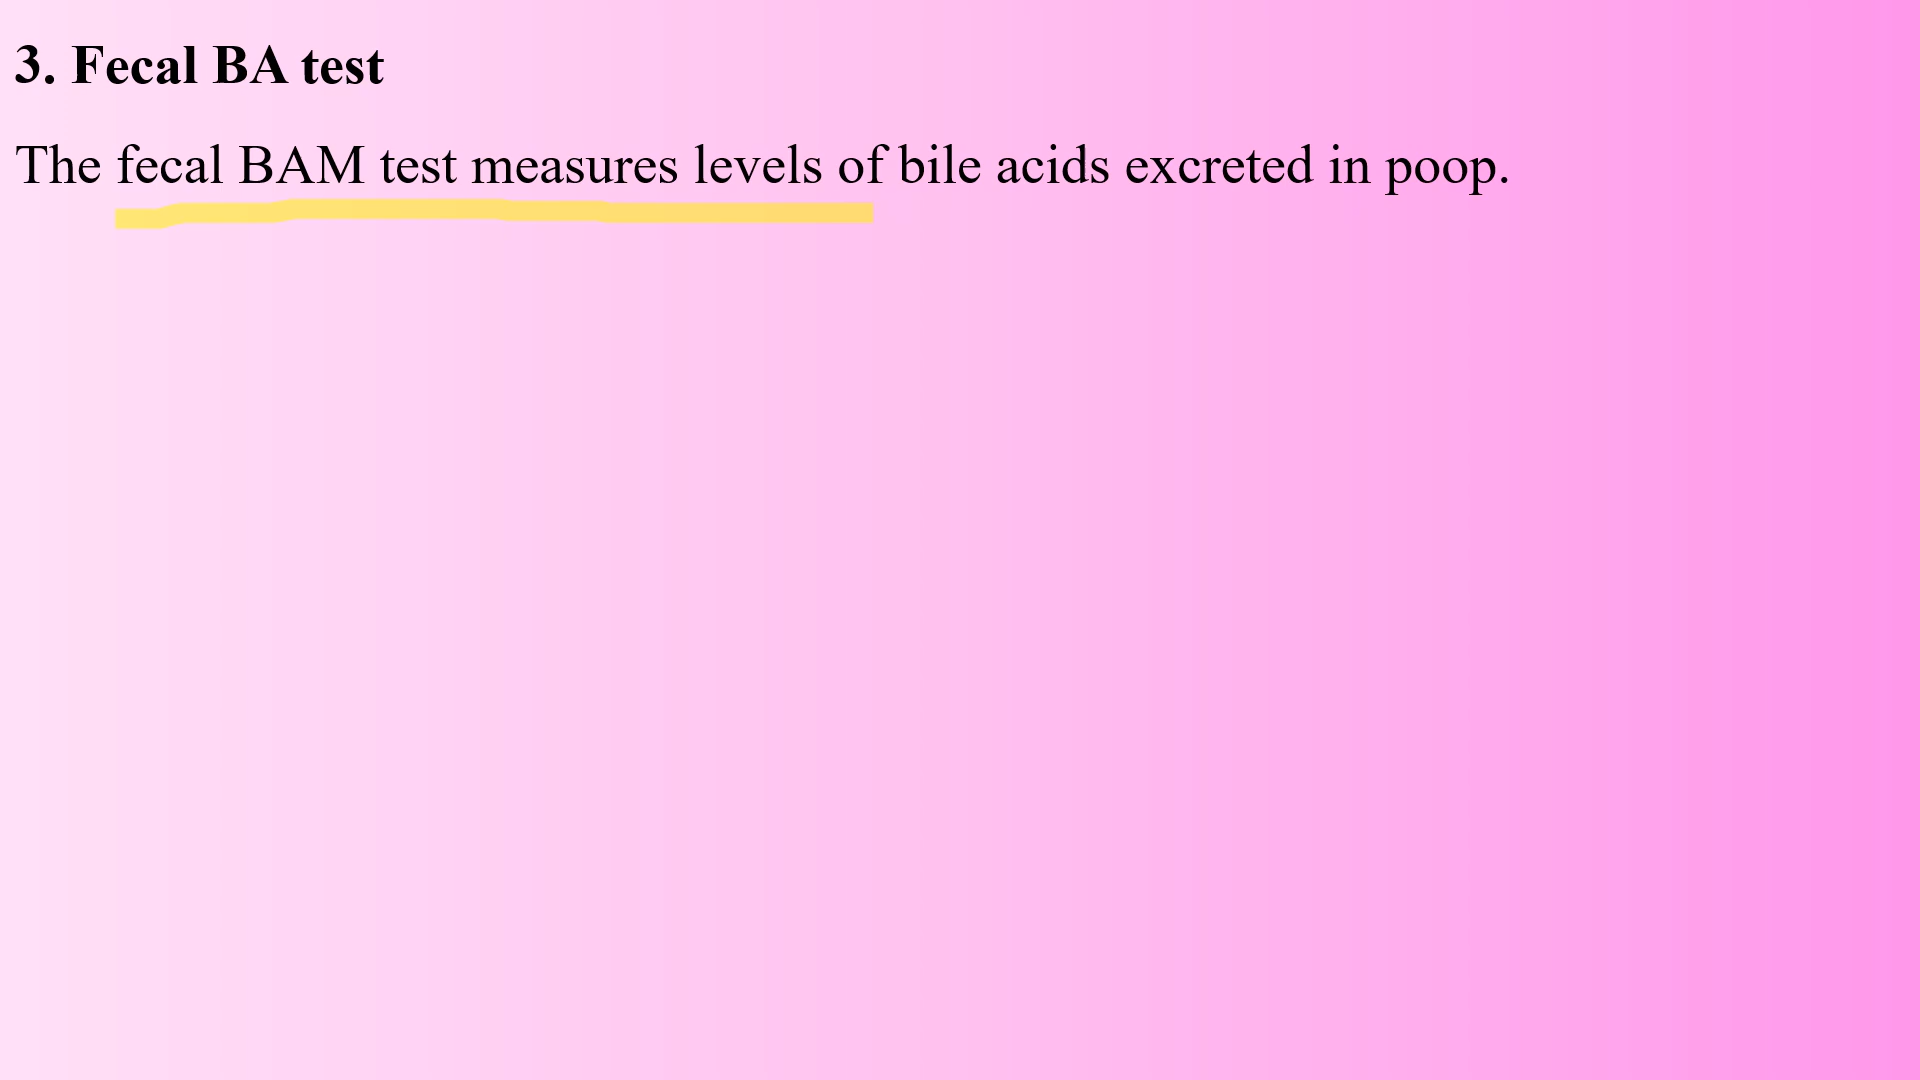 3. Fecal BA test
The fecal BAM test measures levels of bile acids excreted in poop.